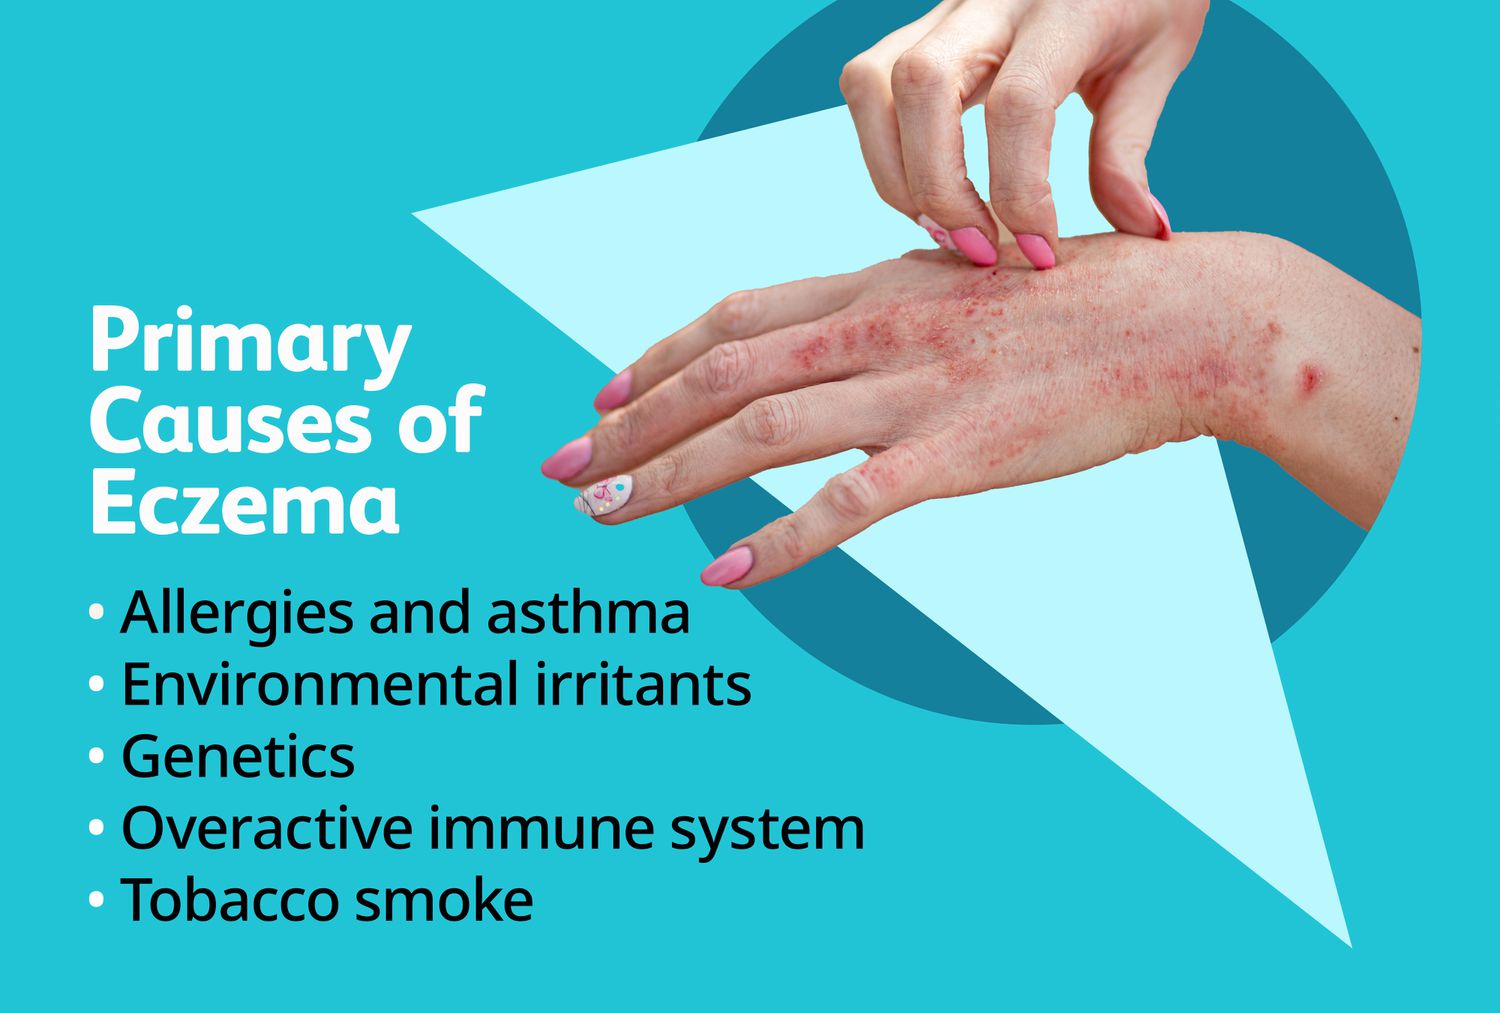 Primary
Causes of
Eczema
• Allergies and asthma
• Environmental irritants
• Genetics
• Overactive immune system
• Tobacco smoke